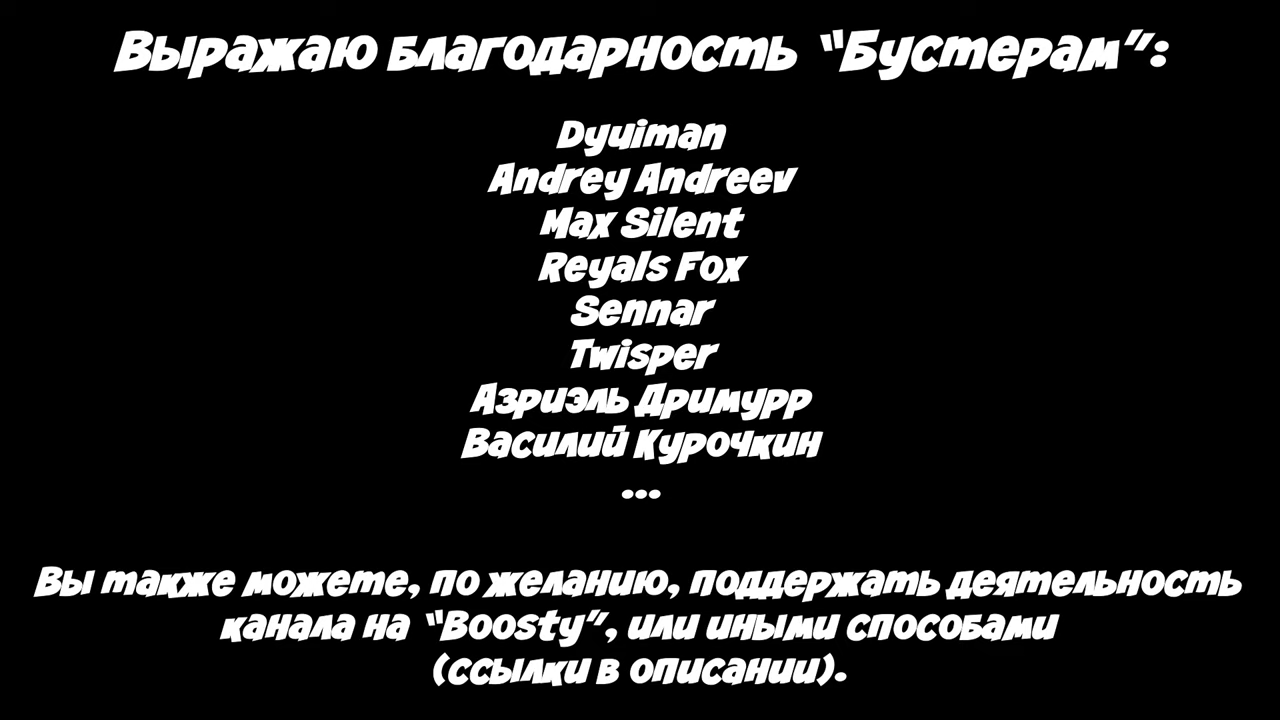 Выражаю благодарность “Бустерам”:
Dyuiman
Andrey Andreev
Max Silent
Reyals Fox
Sennar
Twisper
Азриэль Дримурр
Василий Курочкин
...
Вы также можете, по желанию, поддержать деятельность
канала на “Boosty”, или иными способами
(ссылки в описании).